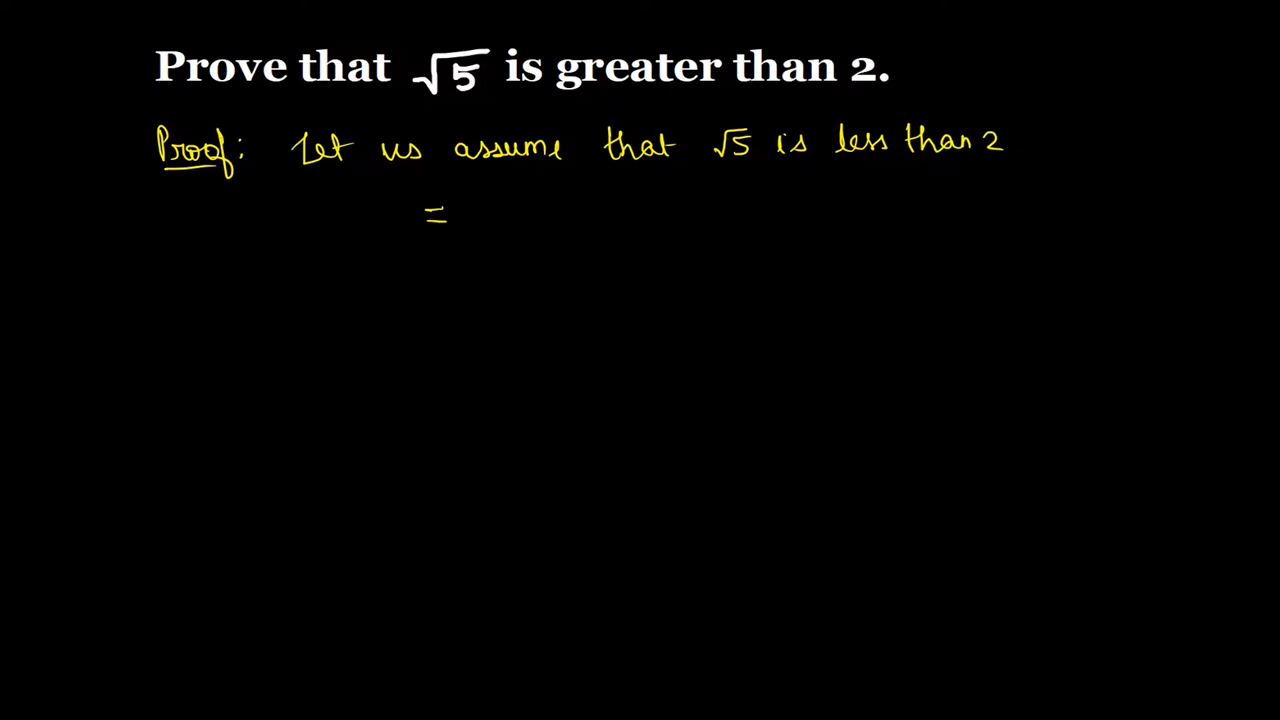 Prove that √5 is greater than 2.
Proof: Let us assume that √5 is less than 2
=